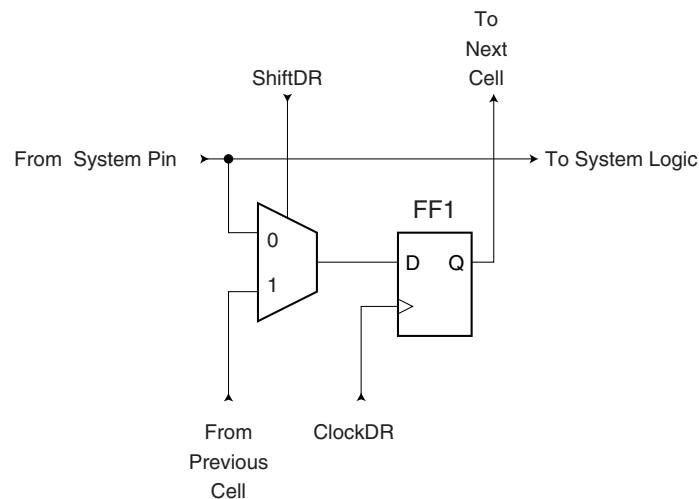 To
Next
Cell
ShiftDR
From System Pin
To System Logic
FF1
0
D Q
1
From
Previous
Cell
ClockDR